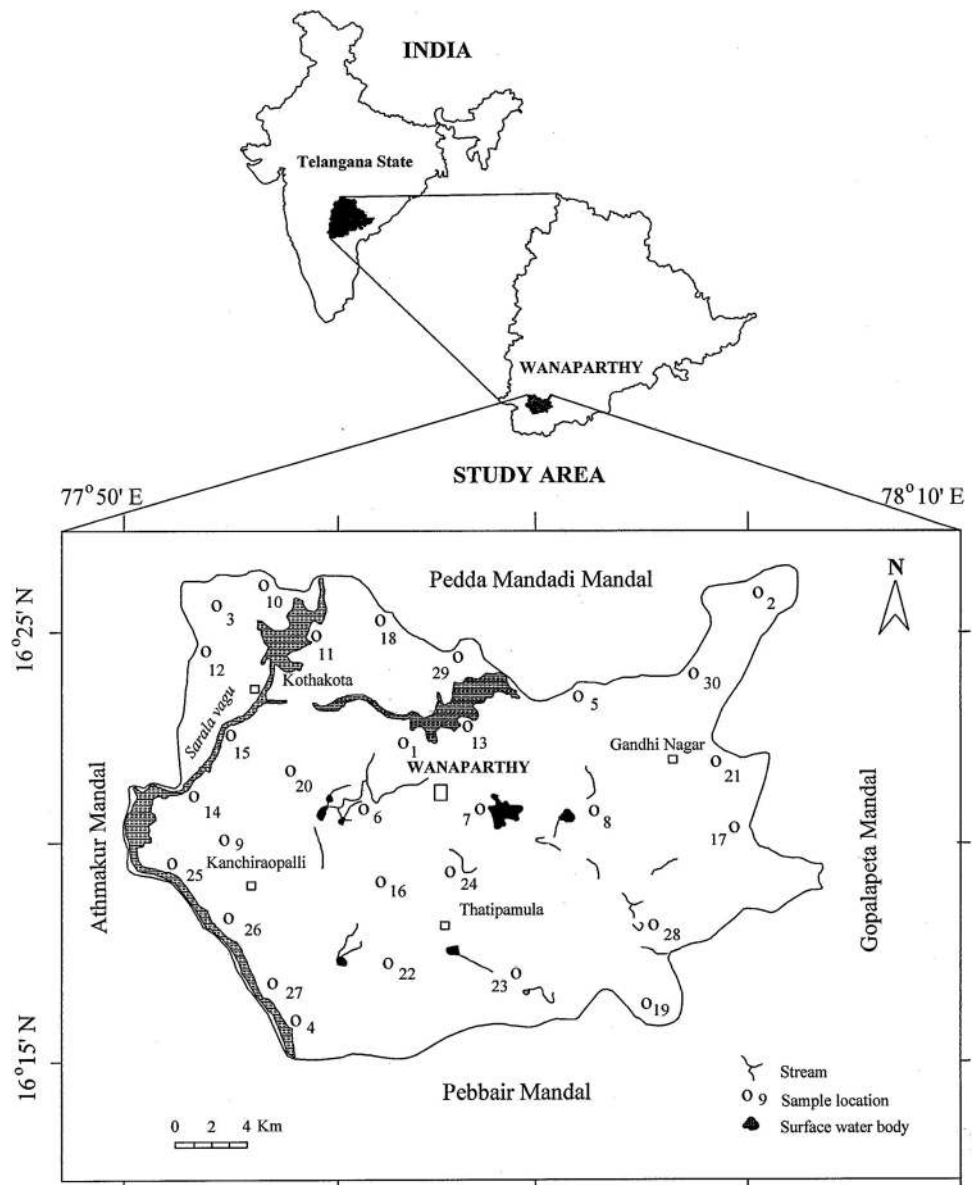 INDIA
Telangana State
WANAPARTHY
STUDY AREA
77°50' E
78°10' E
N
Pedda Mandadi Mandal
16°25' N
10
3
2
18
11
12
29
30
Kothakota
5
Sarala vagu
13
15
1
Gandhi Nagar
21
WANAPARTHY
20
14
6
7
8
17
9
Athmakur Mandal
Kanchiraopalli
25
24
16
Gopalapeta Mandal
Thatipamula
26
28
22
23
27
19
4
16°15' N
Stream
Pebbair Mandal
9 Sample location
0 2 4 Km
Surface water body